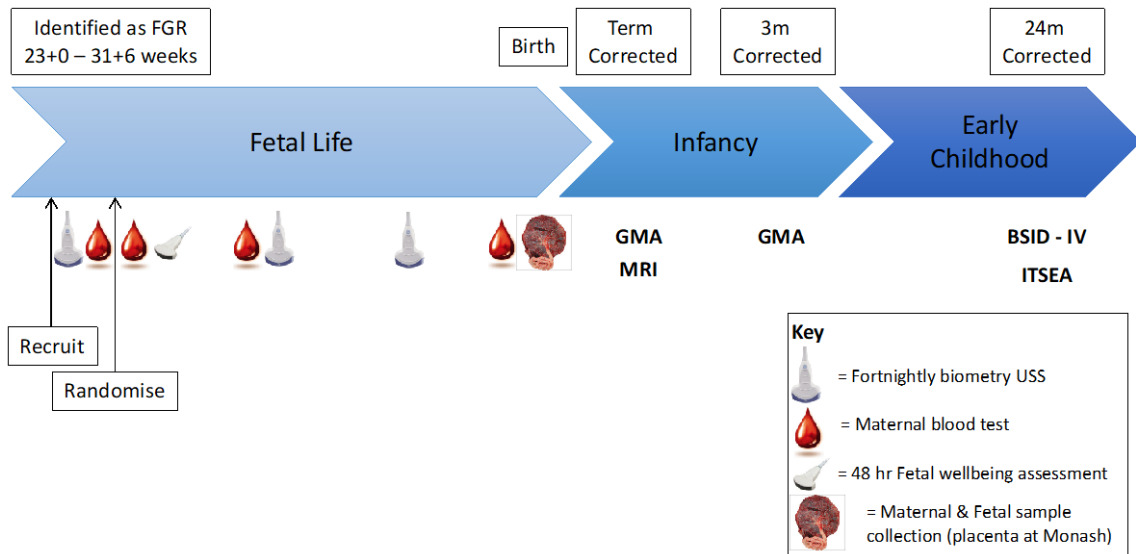 Identified as FGR
23+0 – 31+6 weeks
Birth
Term
Corrected
3m
Corrected
24m
Corrected
Fetal Life
Infancy
Early
Childhood
GMA
MRI
GMA
BSID - IV
ITSEA
Recruit
Randomise
Key
= Fortnightly biometry USS
= Maternal blood test
= 48 hr Fetal wellbeing assessment
= Maternal & Fetal sample
collection (placenta at Monash)